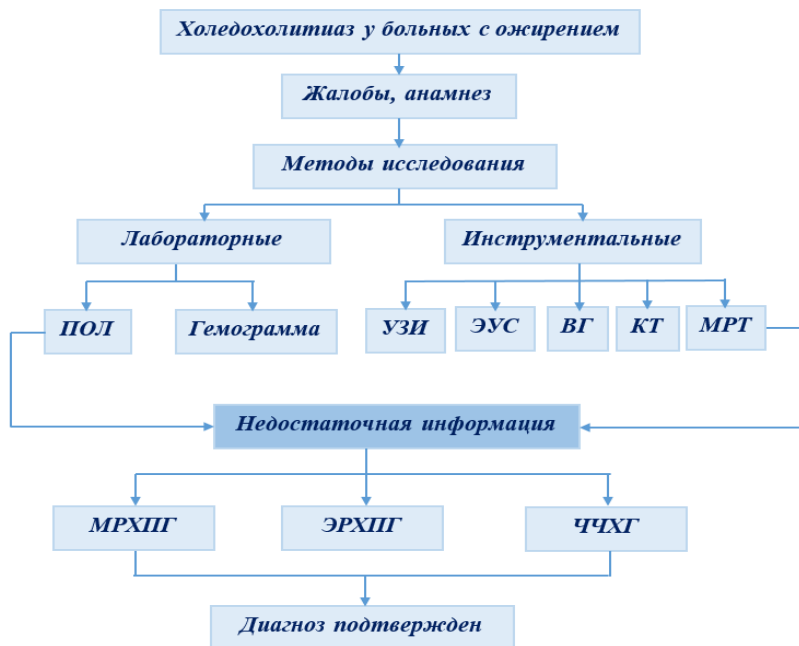 Холедохолитиаз у больных с ожирением
Жалобы, анамнез
Методы исследования
Лабораторные
Инструментальные
ПОЛ
Гемограмма
УЗИ
ЭУС
ВГ
КТ
МРТ
Недостаточная информация
МРХПГ
ЭРХПГ
ЧЧХГ
Диагноз подтвержден